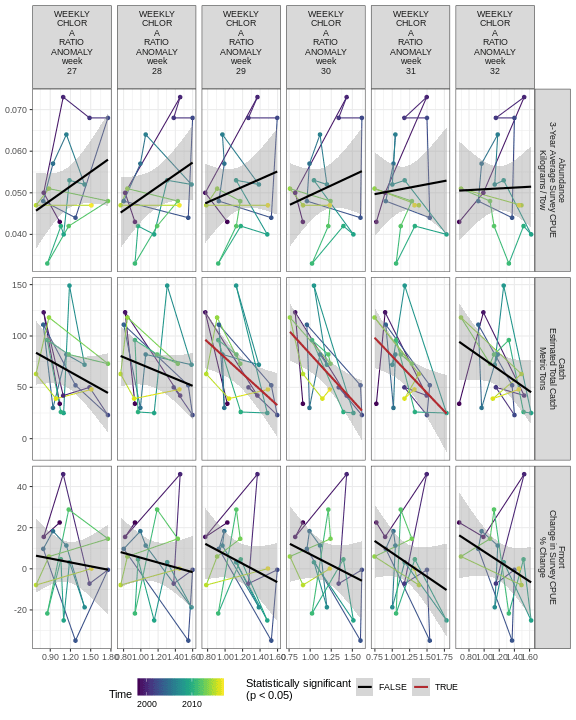 WEEKLY
CHLOR
A
RATIO
ANOMALY
week
27
WEEKLY
CHLOR
A
RATIO
ANOMALY
week
28
WEEKLY
CHLOR
A
RATIO
ANOMALY
week
29
WEEKLY
CHLOR
A
RATIO
ANOMALY
week
30
WEEKLY
CHLOR
A
RATIO
ANOMALY
week
31
WEEKLY
CHLOR
A
RATIO
ANOMALY
week
32
0.070
0.060
0.050
0.040
Abundance
3-Year Average Survey CPUE
Kilograms / Tow
150
100
50
0
Catch
Estimated Total Catch
Metric Tons
40
20
0
-20
Fmort
Change in Survey CPUE
% Change
0.90 1.20 1.50 1.80
0.80 1.00 1.20 1.40 1.60
0.80 1.00 1.20 1.40 1.60
0.75 1.00 1.25 1.50
0.75 1.00 1.25 1.50 1.75
0.80 1.00 1.20 1.40 1.60
Time
2000 2010
Statistically significant
(p < 0.05)
FALSE TRUE